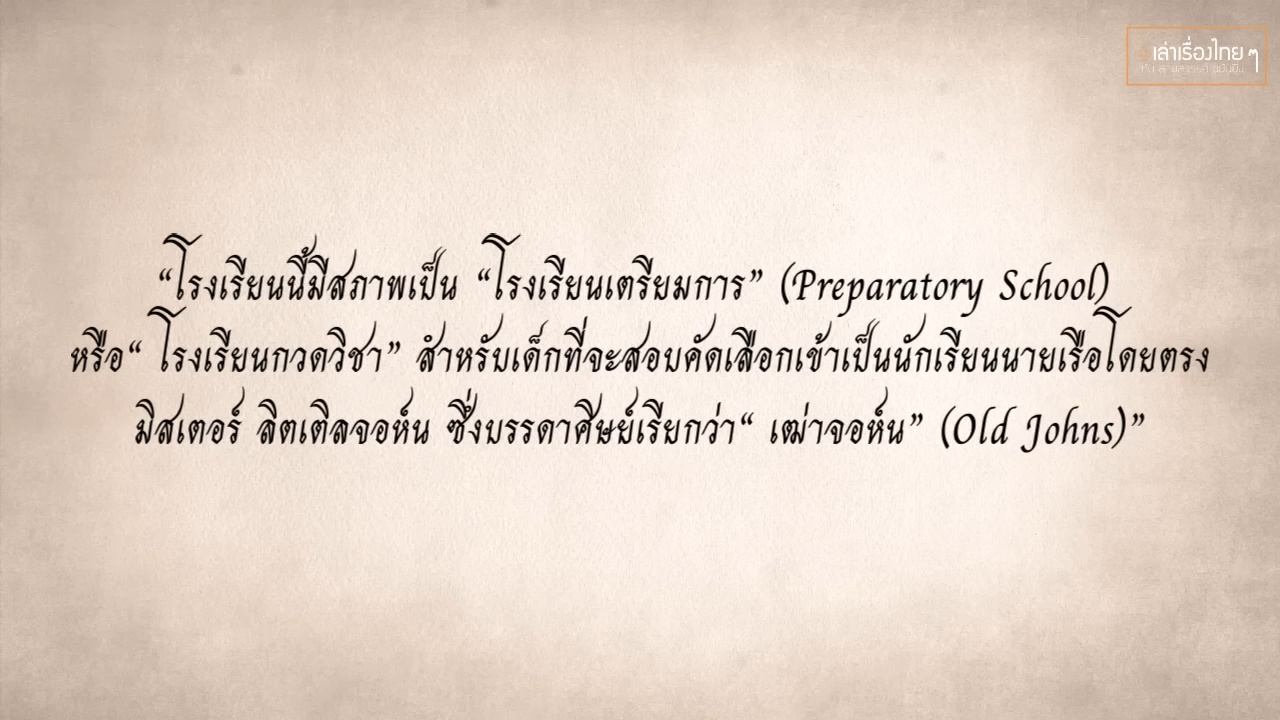 เล่าเรื่องไทย ๆ
“โรงเรียนนี้มีสภาพเป็น “โรงเรียนเตรียมการ” (Preparatory School)
หรือ“ โรงเรียนกวดวิชา” สำหรับเด็กที่จะสอบคัดเลือกเข้าเป็นนักเรียนนายเรือโดยตรง
มิสเตอร์ ลิตเติลจอห์น ซึ่งบรรดาศิษย์เรียกว่า“ เฒ่าจอห์น” (Old Johns)”